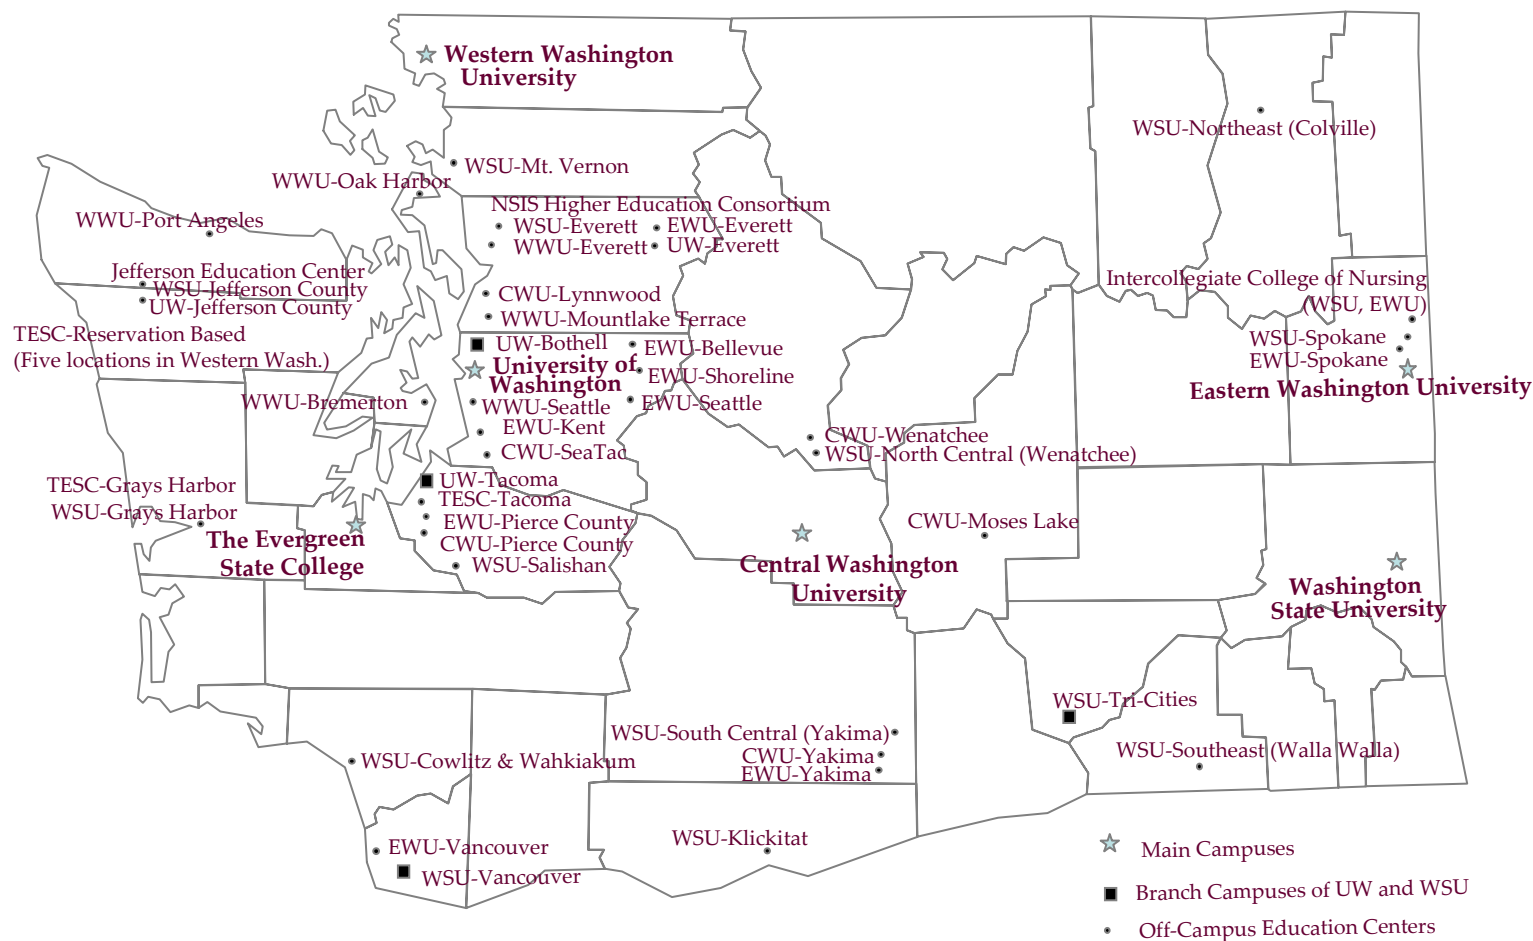 Western Washington
University
WSU-Northeast (Colville)
WSU-Mt. Vernon
WWU-Oak Harbor
NSIS Higher Education Consortium
WWU-Port Angeles
WSU-Everett
EWU-Everett
WWU-Everett
UW-Everett
Jefferson Education Center
WSU-Jefferson County
UW-Jefferson County
CWU-Lynnwood
WWU-Mountlake Terrace
Intercollegiate College of Nursing
(WSU, EWU)
TESC-Reservation Based
(Five locations in Western Wash.)
WSU-Spokane
EWU-Spokane
Eastern Washington University
UW-Bothell
EWU-Bellevue
University of
Washington
EWU-Shoreline
WWU-Bremerton
WWU-Seattle
EWU-Seattle
EWU-Kent
CWU-SeaTac
CWU-Wenatchee
WSU-North Central (Wenatchee)
UW-Tacoma
TESC-Tacoma
EWU-Pierce County
CWU-Pierce County
WSU-Salishan
TESC-Grays Harbor
WSU-Grays Harbor
The Evergreen
State College
CWU-Moses Lake
Central Washington
University
Washington
State University
WSU-Tri-Cities
WSU-South Central (Yakima)
CWU-Yakima
EWU-Yakima
WSU-Southeast (Walla Walla)
WSU-Cowlitz & Wahkiakum
EWU-Vancouver
WSU-Vancouver
WSU-Klickitat
Main Campuses
Branch Campuses of UW and WSU
Off-Campus Education Centers